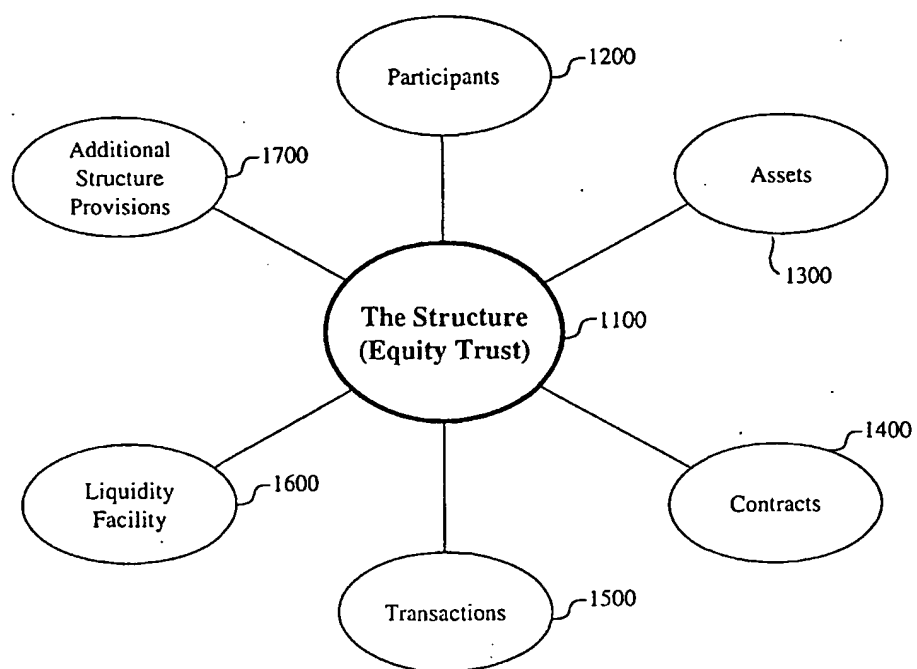 Participants
1200
Additional
Structure
Provisions
1700
Assets
1300
The Structure
(Equity Trust)
1100
1400
Contracts
Liquidity
Facility
1600
Transactions
1500